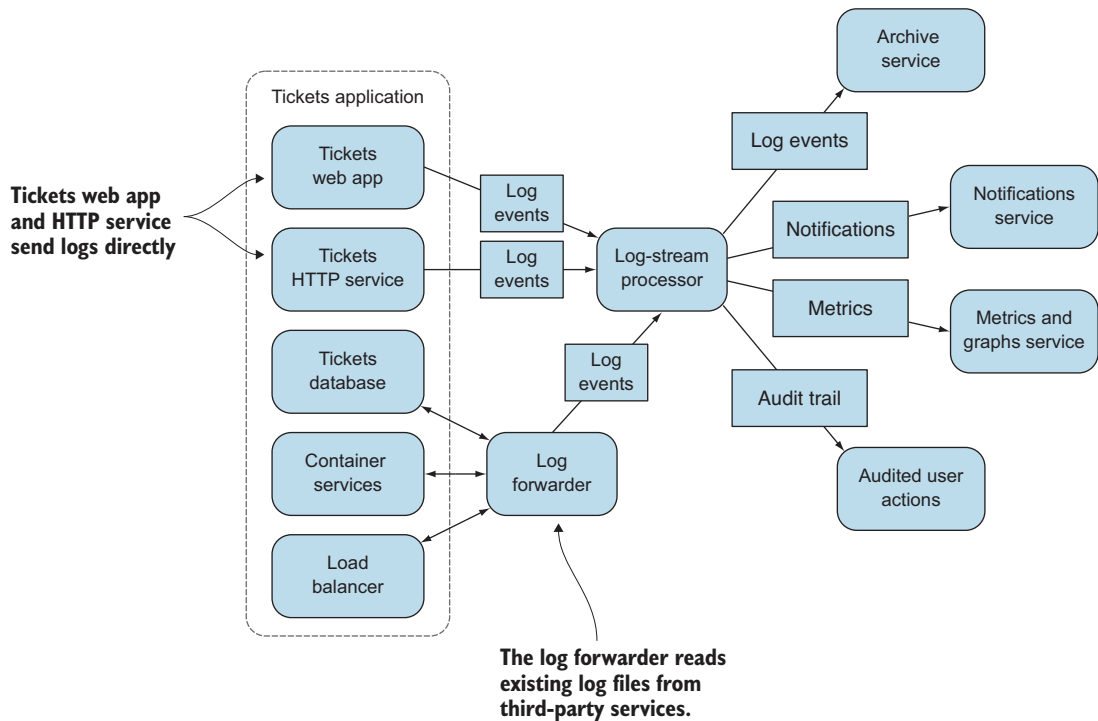 Tickets application
Tickets
web app
Tickets
HTTP service
Tickets
database
Container
services
Load
balancer
Tickets web app
and HTTP service
send logs directly
Log
events
Log
events
Log
events
Log
forwarder
The log forwarder reads
existing log files from
third-party services.
Log-stream
processor
Log events
Notifications
Metrics
Audit trail
Archive
service
Notifications
service
Metrics and
graphs service
Audited user
actions